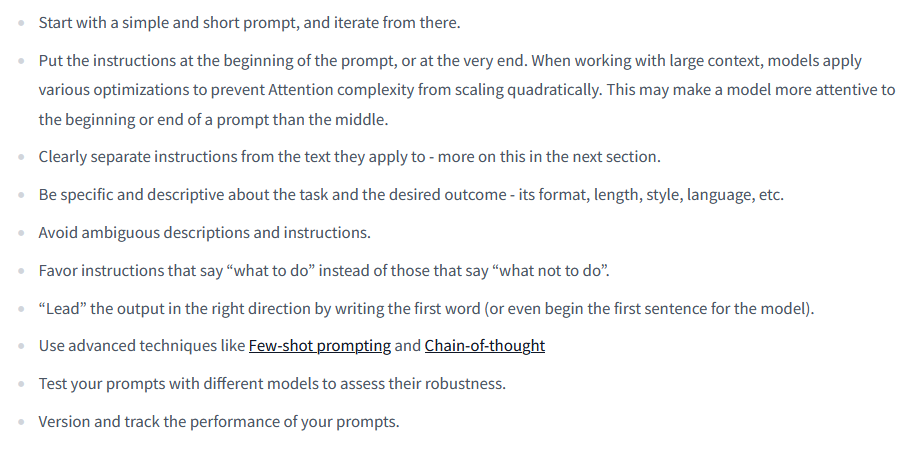 Start with a simple and short prompt, and iterate from there.
Put the instructions at the beginning of the prompt, or at the very end. When working with large context, models apply
various optimizations to prevent Attention complexity from scaling quadratically. This may make a model more attentive to
the beginning or end of a prompt than the middle.
Clearly separate instructions from the text they apply to - more on this in the next section.
Be specific and descriptive about the task and the desired outcome - its format, length, style, language, etc.
Avoid ambiguous descriptions and instructions.
Favor instructions that say “what to do” instead of those that say “what not to do”.
“Lead” the output in the right direction by writing the first word (or even begin the first sentence for the model).
Use advanced techniques like Few-shot prompting and Chain-of-thought
Test your prompts with different models to assess their robustness.
Version and track the performance of your prompts.